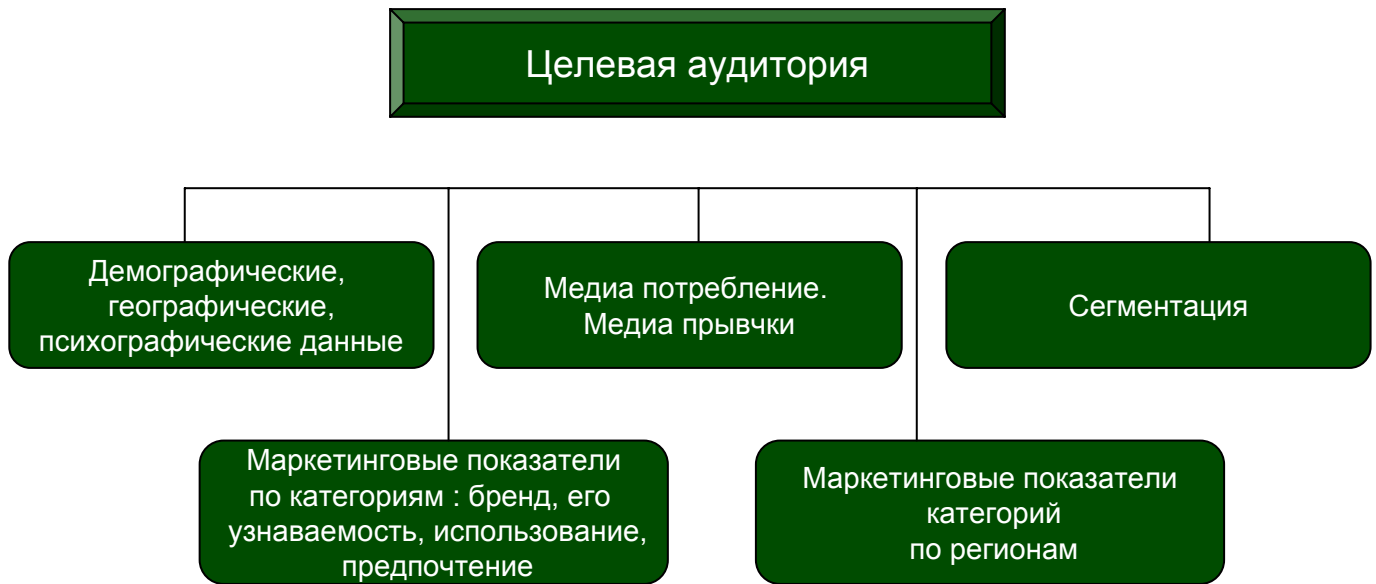 Целевая аудитория
Демографические,
географические,
психографические данные
Медиа потребление.
Медиа прывчки
Сегментация
Маркетинговые показатели
по категориям : бренд, его
узнаваемость, использование,
предпочтение
Маркетинговые показатели
категорий
по регионам